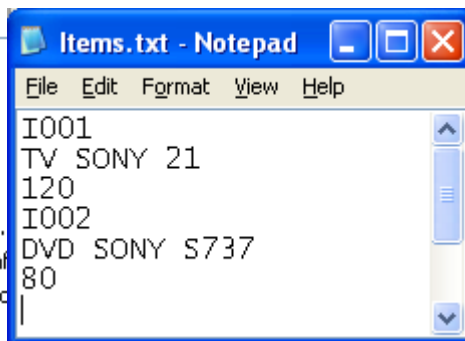 Items.txt - Notepad
File Edit Format View Help
I001
TV SONY 21
120
I002
DVD SONY S737
80